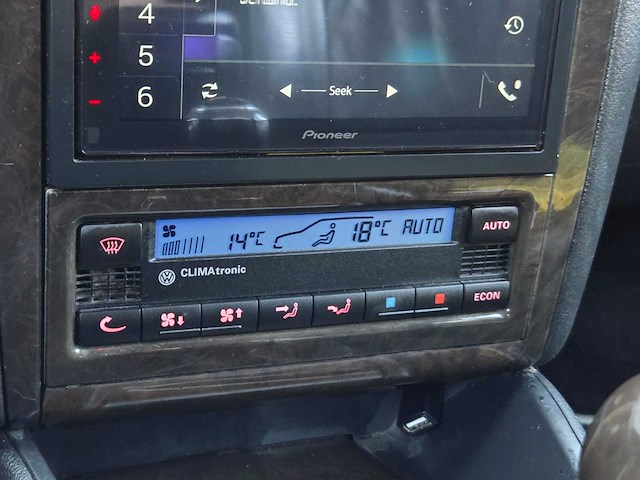 4
5
6
Seek
Pioneer
14°C 18°C AUTO
AUTO
CLIMAtronic
ECON